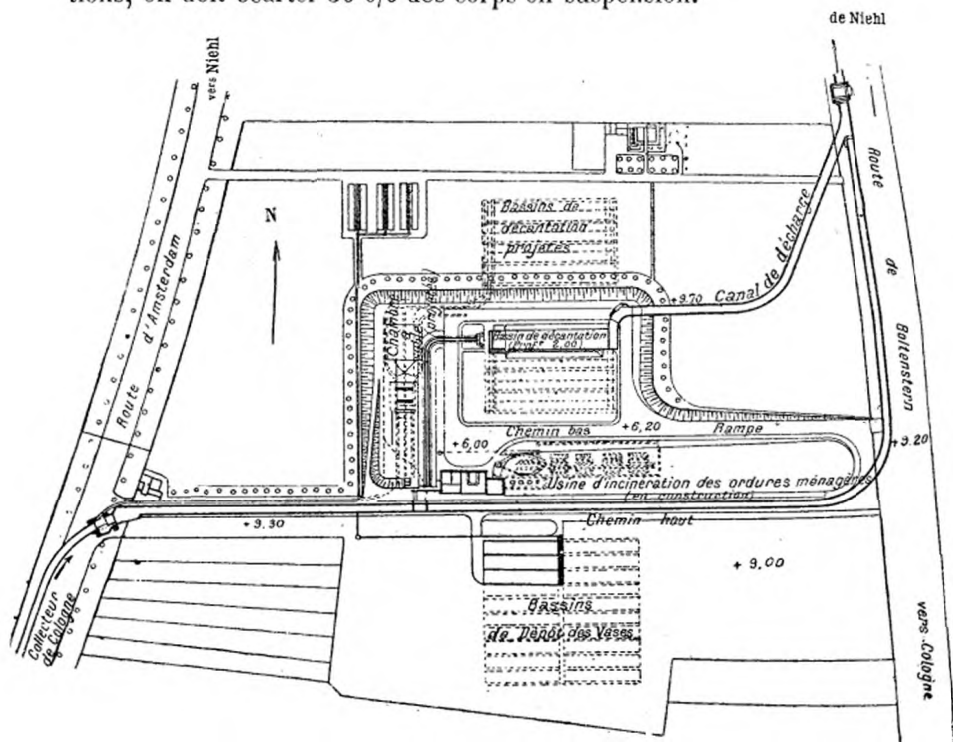 de Niehl
vers Niehl
Route
d'Amsterdam
N
Bassins de
décantation
projetés
Chambre
+9.70 Canal de décharge
Route
de
Boltenstern
vers Cologne
Bassin de décantation
(Prof.r 2,00)
Chemin bas
+6,20
Rampe
+6,00
+9.20
Usine d'incinération des ordures ménagères
(en construction)
+9.30
Chemin haut
+9,00
Bassins
de Dépôt des Vases
Collecteur
de Cologne